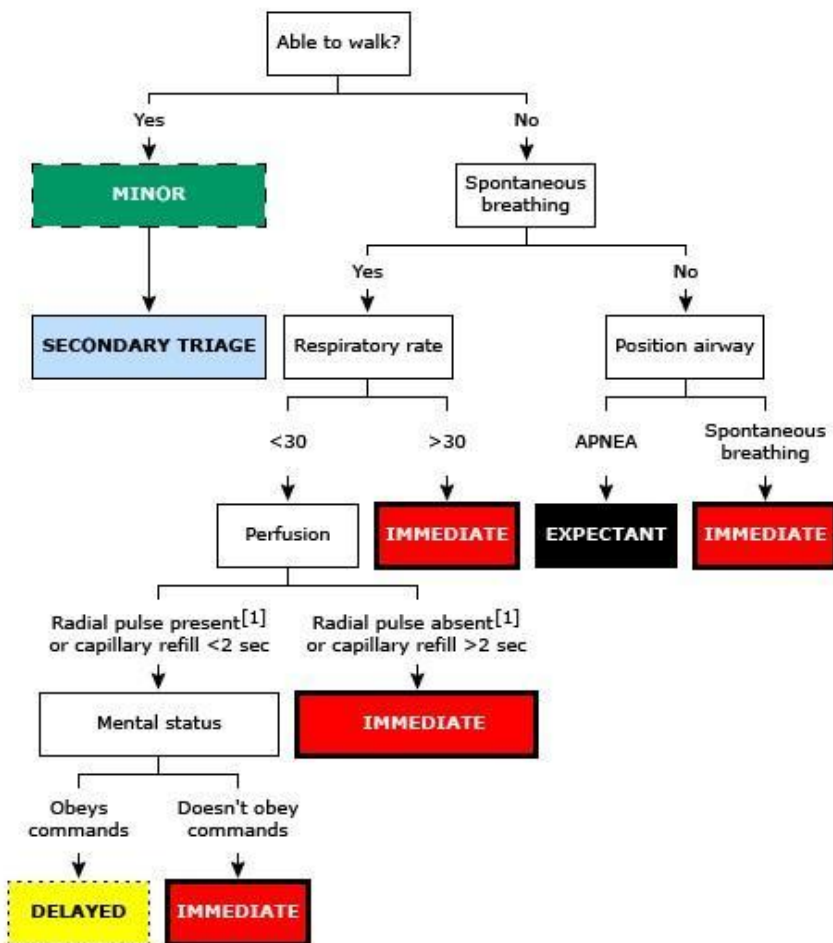 Able to walk?
Yes
No
MINOR
Spontaneous
breathing
Yes
No
SECONDARY TRIAGE
Respiratory rate
Position airway
<30
>30
APNEA
Spontaneous
breathing
Perfusion
IMMEDIATE
EXPECTANT
IMMEDIATE
Radial pulse present[1]
or capillary refill <2 sec
Radial pulse absent[1]
or capillary refill >2 sec
Mental status
IMMEDIATE
Obeys
commands
Doesn't obey
commands
DELAYED
IMMEDIATE